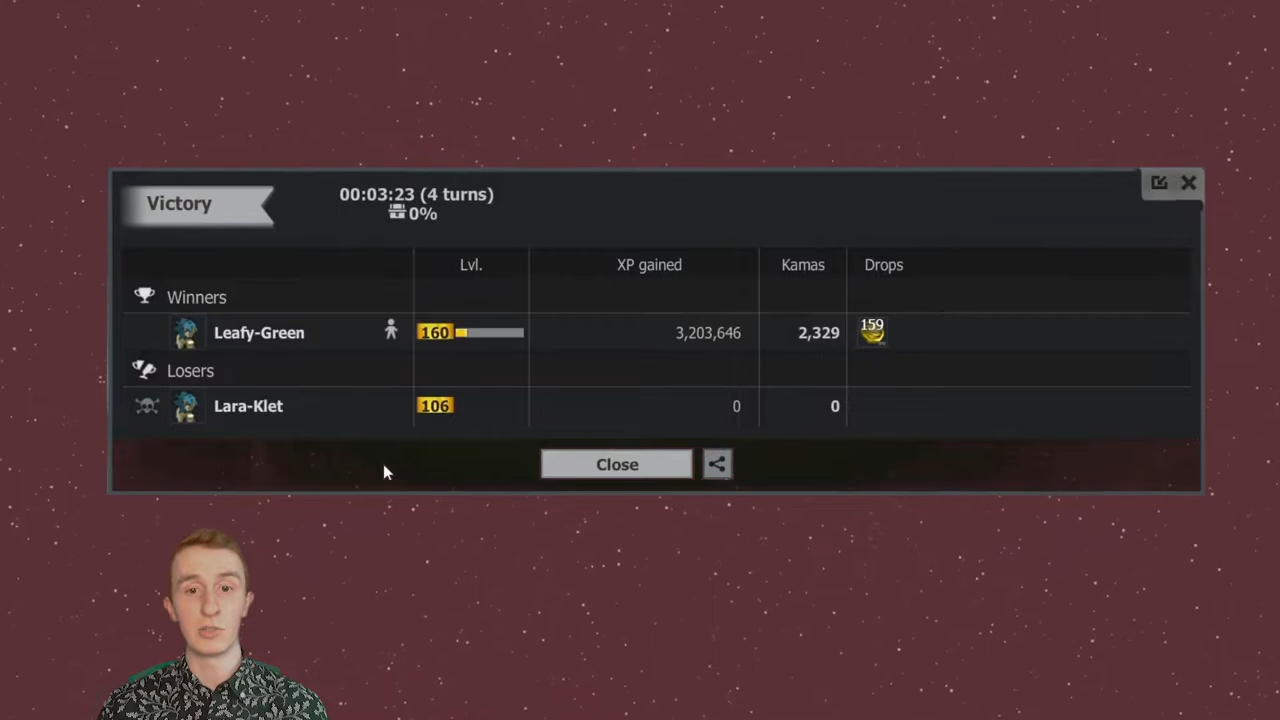 Victory
00:03:23 (4 turns)
0%
Lvl. XP gained Kamas Drops
Winners
Leafy-Green 160 3,203,646 2,329 159
Losers
Lara-Klet 106 0 0
Close